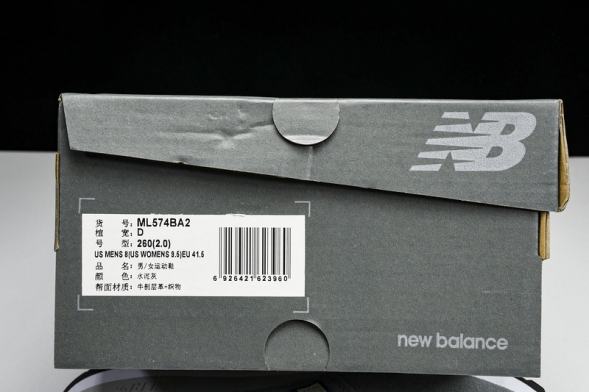 NB
货 号: ML574BA2
楦 宽: D
号 型: 260(2.0)
US MENS 8(US WOMENS 9.5)EU 41.5
品 名: 男/女运动鞋
颜 色: 水泥灰
帮面材质: 牛剖层革+织物
6 926421 623960
new balance